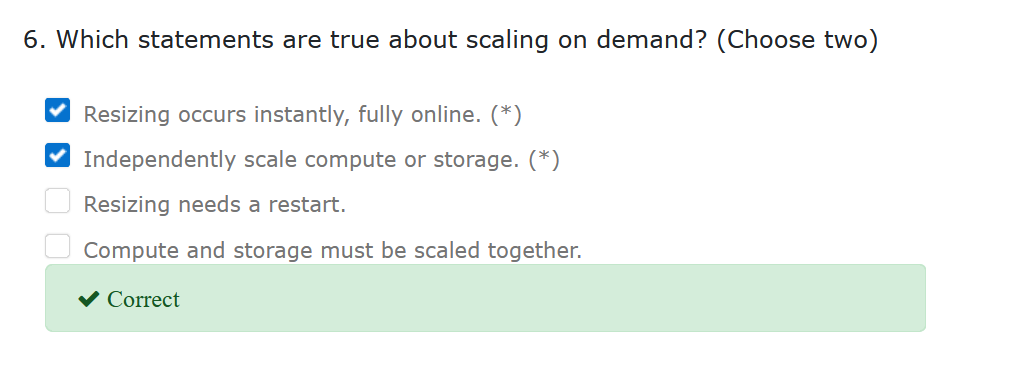 6. Which statements are true about scaling on demand? (Choose two)
Resizing occurs instantly, fully online. (*)
Independently scale compute or storage. (*)
Resizing needs a restart.
Compute and storage must be scaled together.
Correct